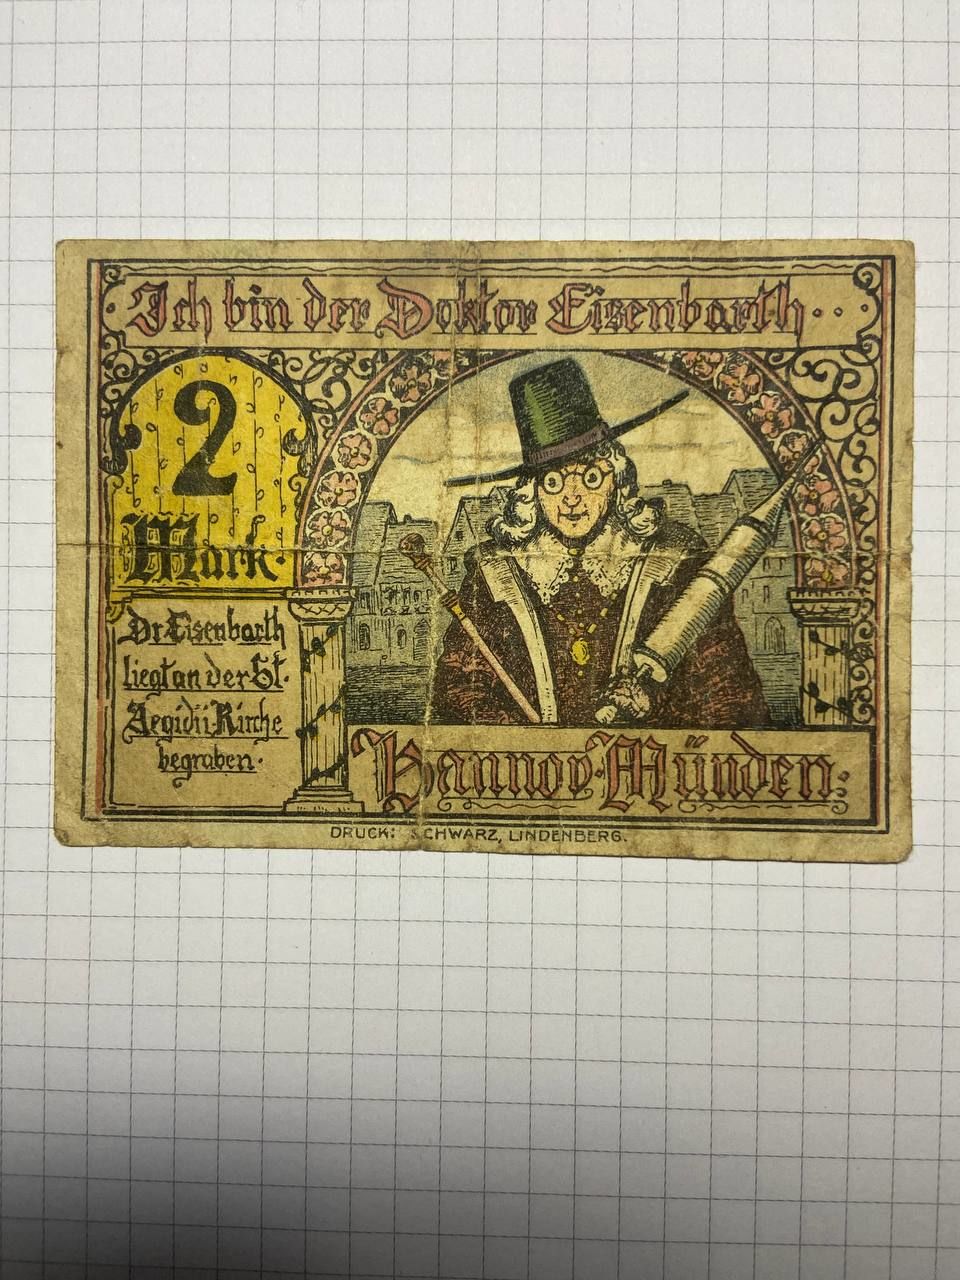 Ich bin der Doktor Eisenbarth..
2
Mark.
Dr. Eisenbarth
liegt an der St.
Aegidii Kirche
begraben.
Hannov. Münden.
DRUCK: SCHWARZ, LINDENBERG.